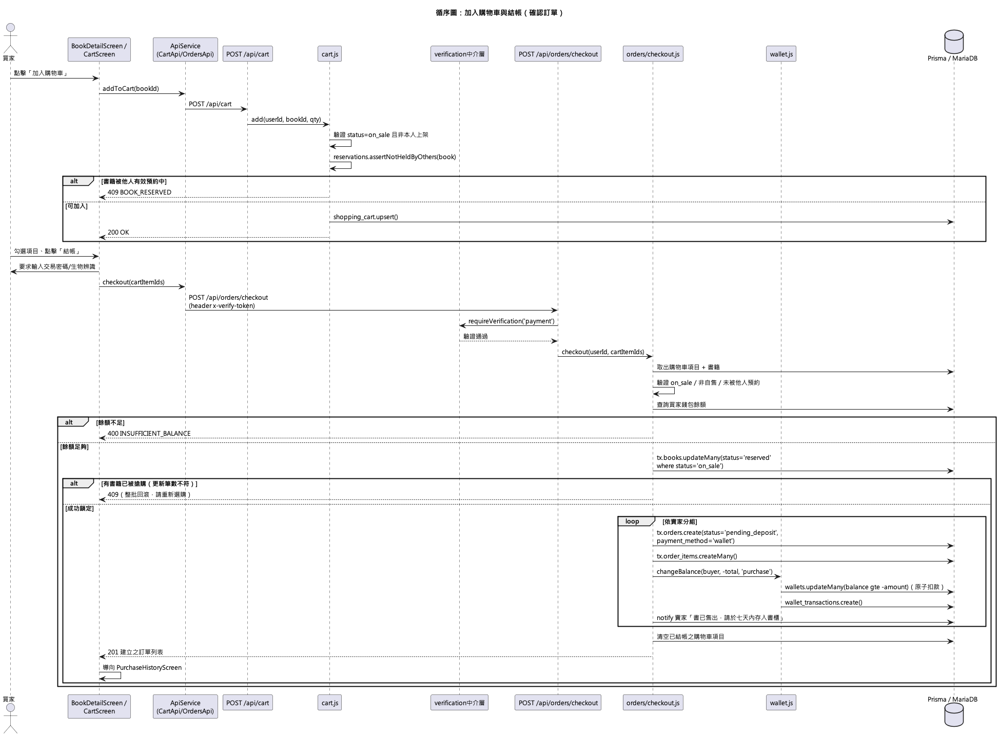 循序圖：加入購物車與結帳（確認訂單）
買家
BookDetailScreen /
CartScreen
ApiService
(CartApi/OrdersApi)
POST /api/cart
cart.js
verification中介層
POST /api/orders/checkout
orders/checkout.js
wallet.js
Prisma / MariaDB
點擊「加入購物車」
addToCart(bookId)
POST /api/cart
add(userId, bookId, qty)
驗證 status=on_sale 且非本人上架
reservations.assertNotHeldByOthers(book)
alt
[書籍被他人有效預約中]
409 BOOK_RESERVED
[可加入]
shopping_cart.upsert()
200 OK
勾選項目、點擊「結帳」
要求輸入交易密碼/生物辨識
checkout(cartItemIds)
POST /api/orders/checkout
(header x-verify-token)
requireVerification('payment')
驗證通過
checkout(userId, cartItemIds)
取出購物車項目 + 書籍
驗證 on_sale / 非自售 / 未被他人預約
查詢買家錢包餘額
alt
[餘額不足]
400 INSUFFICIENT_BALANCE
[餘額足夠]
tx.books.updateMany(status='reserved'
where status='on_sale')
alt
[有書籍已被搶購（更新筆數不符）]
409（整批回滾，請重新選購）
[成功鎖定]
loop
[依賣家分組]
tx.orders.create(status='pending_deposit',
payment_method='wallet')
tx.order_items.createMany()
changeBalance(buyer, -total, 'purchase')
wallets.updateMany(balance gte -amount)（原子扣款）
wallet_transactions.create()
notify 賣家「書已售出，請於七天內存入書櫃」
清空已結帳之購物車項目
201 建立之訂單列表
導向 PurchaseHistoryScreen
買家
BookDetailScreen /
CartScreen
ApiService
(CartApi/OrdersApi)
POST /api/cart
cart.js
verification中介層
POST /api/orders/checkout
orders/checkout.js
wallet.js
Prisma / MariaDB